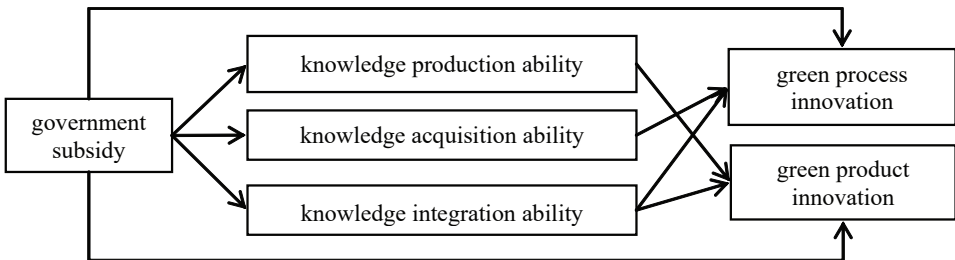 government
subsidy
knowledge production ability
knowledge acquisition ability
knowledge integration ability
green process
innovation
green product
innovation